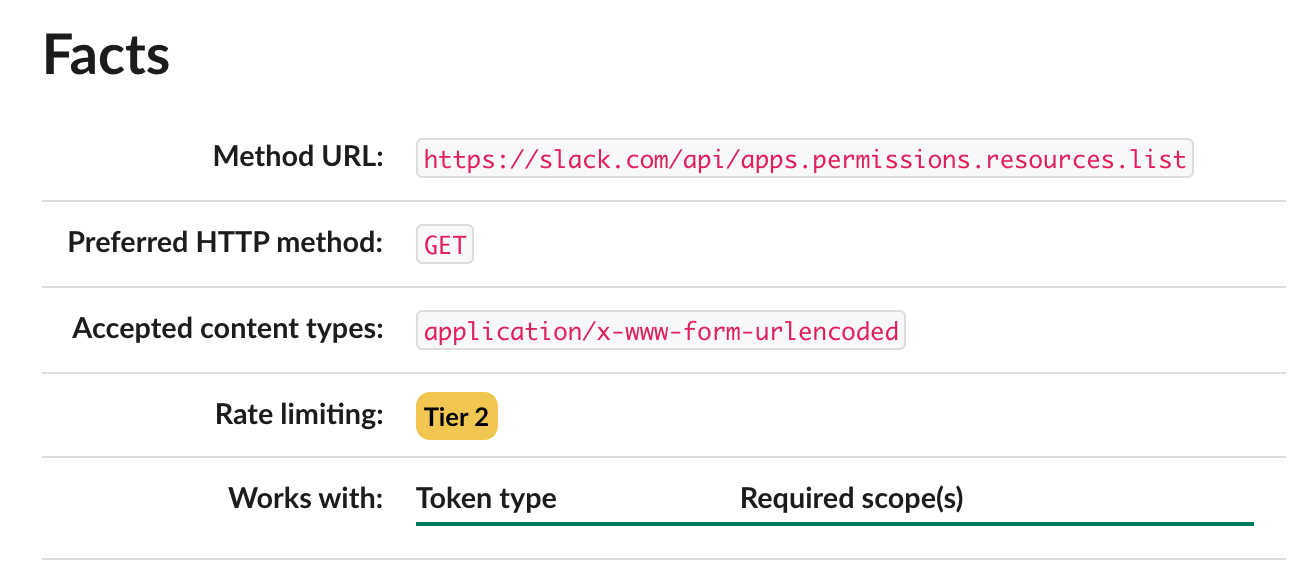 Facts
Method URL: https://slack.com/api/apps.permissions.resources.list
Preferred HTTP method: GET
Accepted content types: application/x-www-form-urlencoded
Rate limiting: Tier 2
Works with: Token type Required scope(s)